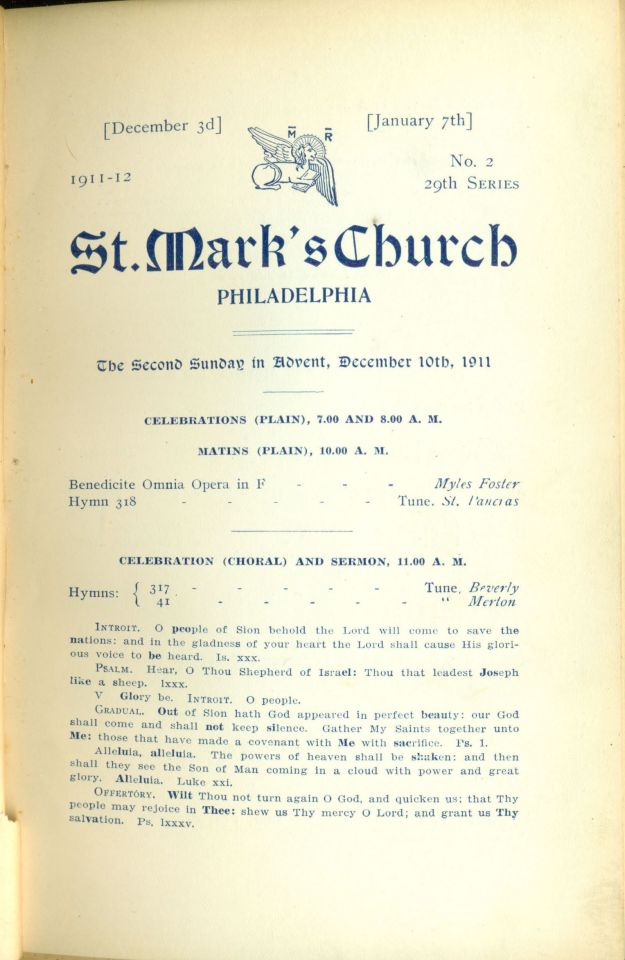 [December 3d]
[January 7th]
M R
1911-12
No. 2
29th SERIES
St. Mark's Church
PHILADELPHIA
The Second Sunday in Advent, December 10th, 1911
CELEBRATIONS (PLAIN), 7.00 AND 8.00 A. M.
MATINS (PLAIN), 10.00 A. M.
Benedicite Omnia Opera in F - - - Myles Foster
Hymn 318 - - - - - Tune. St. Pancras
CELEBRATION (CHORAL) AND SERMON, 11.00 A. M.
Hymns: { 317 - - - - - Tune. Beverly
41 - - - - - " Merton
INTROIT. O people of Sion behold the Lord will come to save the
nations: and in the gladness of your heart the Lord shall cause His glori-
ous voice to be heard. Is. xxx.
PSALM. Hear, O Thou Shepherd of Israel: Thou that leadest Joseph
like a sheep. lxxx.
V Glory be. INTROIT. O people.
GRADUAL. Out of Sion hath God appeared in perfect beauty: our God
shall come and shall not keep silence. Gather My Saints together unto
Me: those that have made a covenant with Me with sacrifice. Ps. l.
Alleluia, alleluia. The powers of heaven shall be shaken: and then
shall they see the Son of Man coming in a cloud with power and great
glory. Alleluia. Luke xxi.
OFFERTORY. Wilt Thou not turn again O God, and quicken us: that Thy
people may rejoice in Thee: shew us Thy mercy O Lord; and grant us Thy
salvation. Ps. lxxxv.